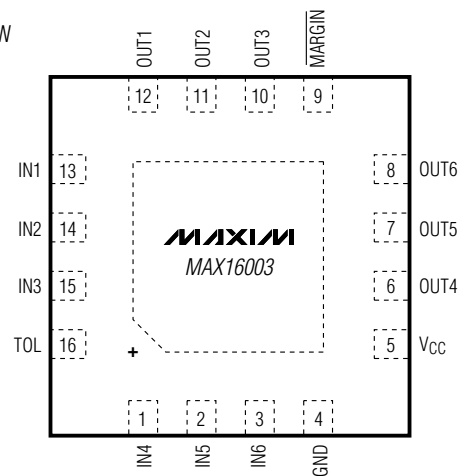 W
OUT1 OUT2 OUT3 MARGIN
12 11 10 9
IN1 13 8 OUT6
IN2 14 7 OUT5
MAXIM
MAX16003
IN3 15 6 OUT4
TOL 16 5 VCC
+
1 2 3 4
IN4 IN5 IN6 GND